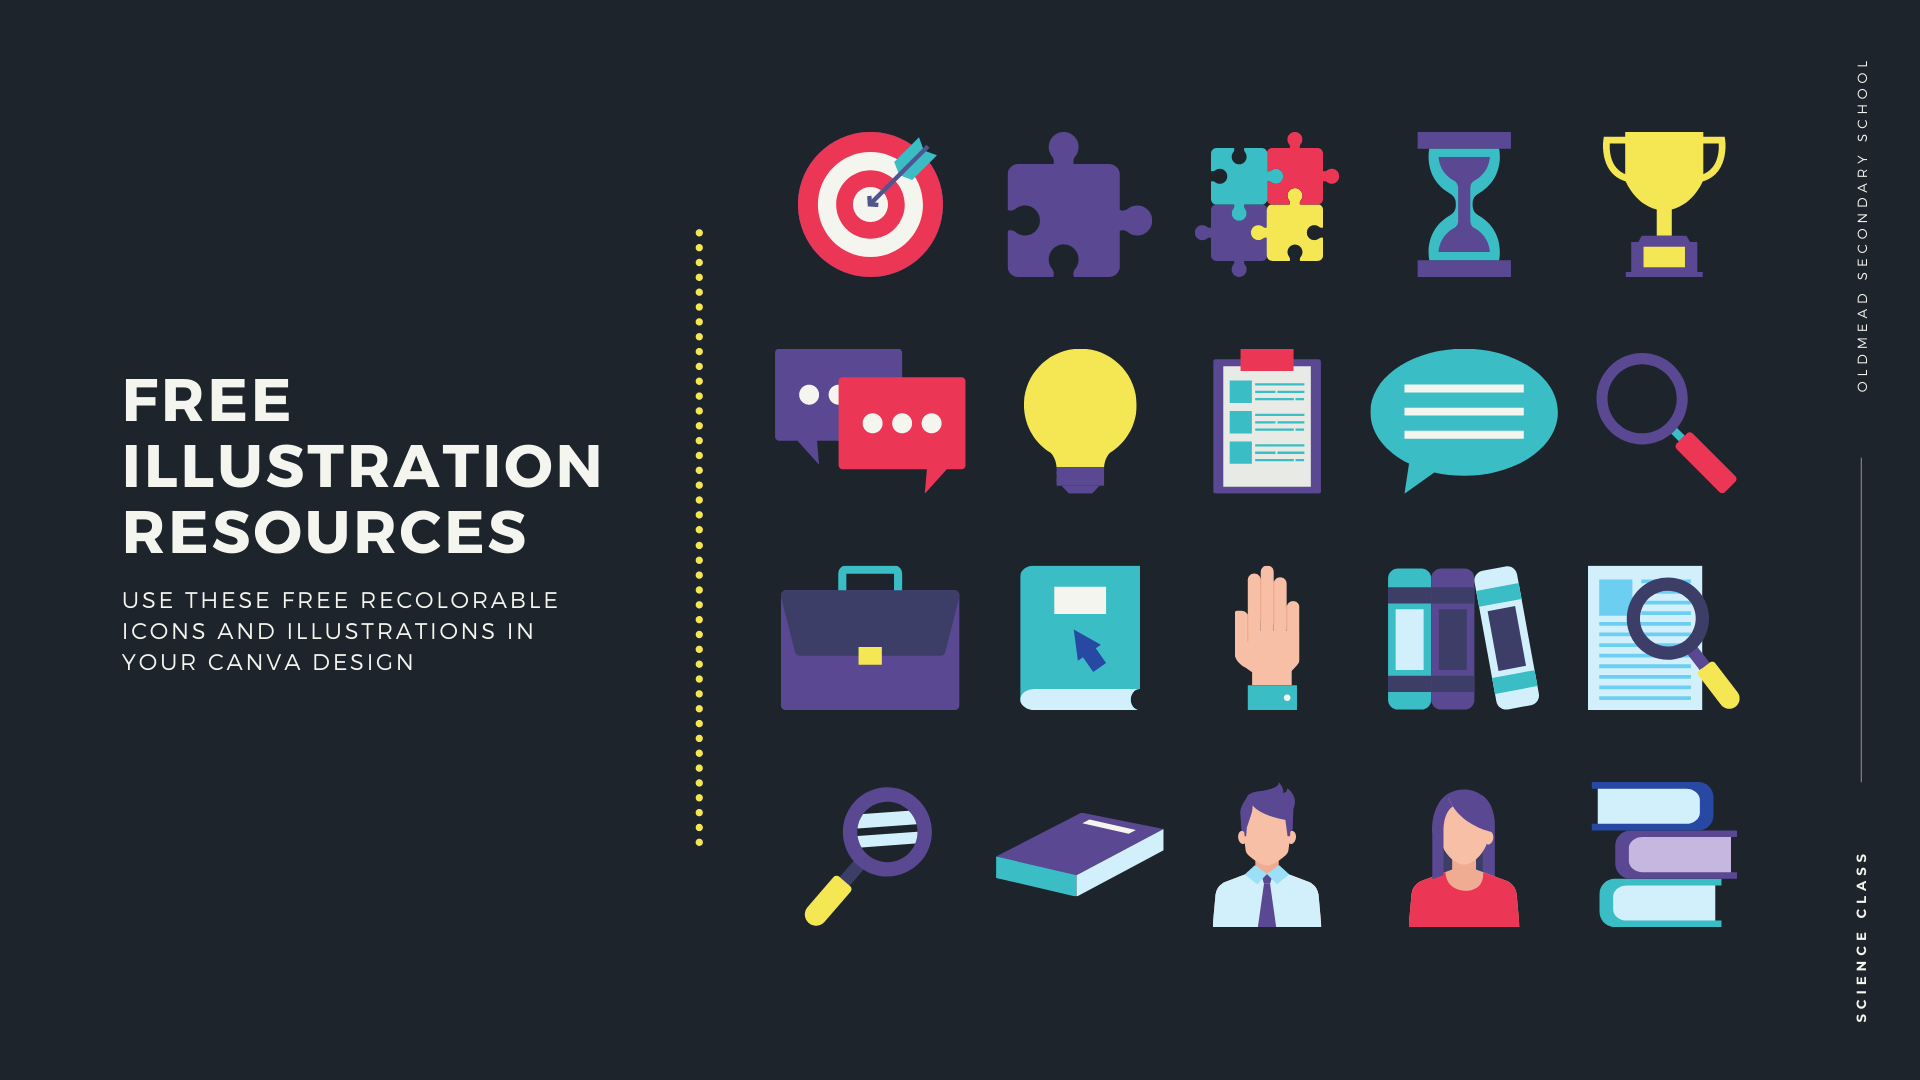 FREE
ILLUSTRATION
RESOURCES
USE THESE FREE RECOLORABLE
ICONS AND ILLUSTRATIONS IN
YOUR CANVA DESIGN
OLDMEAD SECONDARY SCHOOL
SCIENCE CLASS